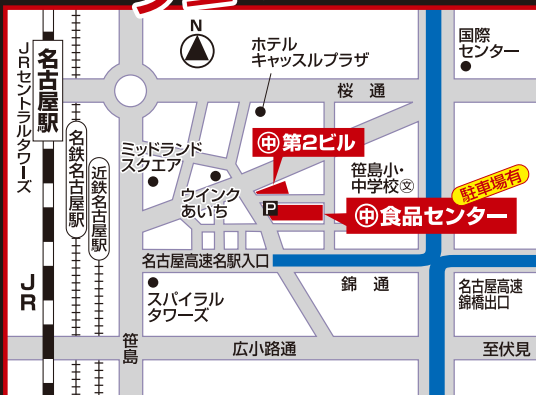 N
国際
センター
ホテル
キャッスルプラザ
名古屋駅
JRセントラルタワーズ
桜通
㊥第2ビル
ミッドランド
スクエア
名鉄名古屋駅
近鉄名古屋駅
笹島小・
中学校㊛
ウインク
あいち
駐車場有
P
㊥食品センター
名古屋高速名駅入口
JR
スパイラル
タワーズ
錦通
名古屋高速
錦橋出口
笹島
広小路通
至伏見